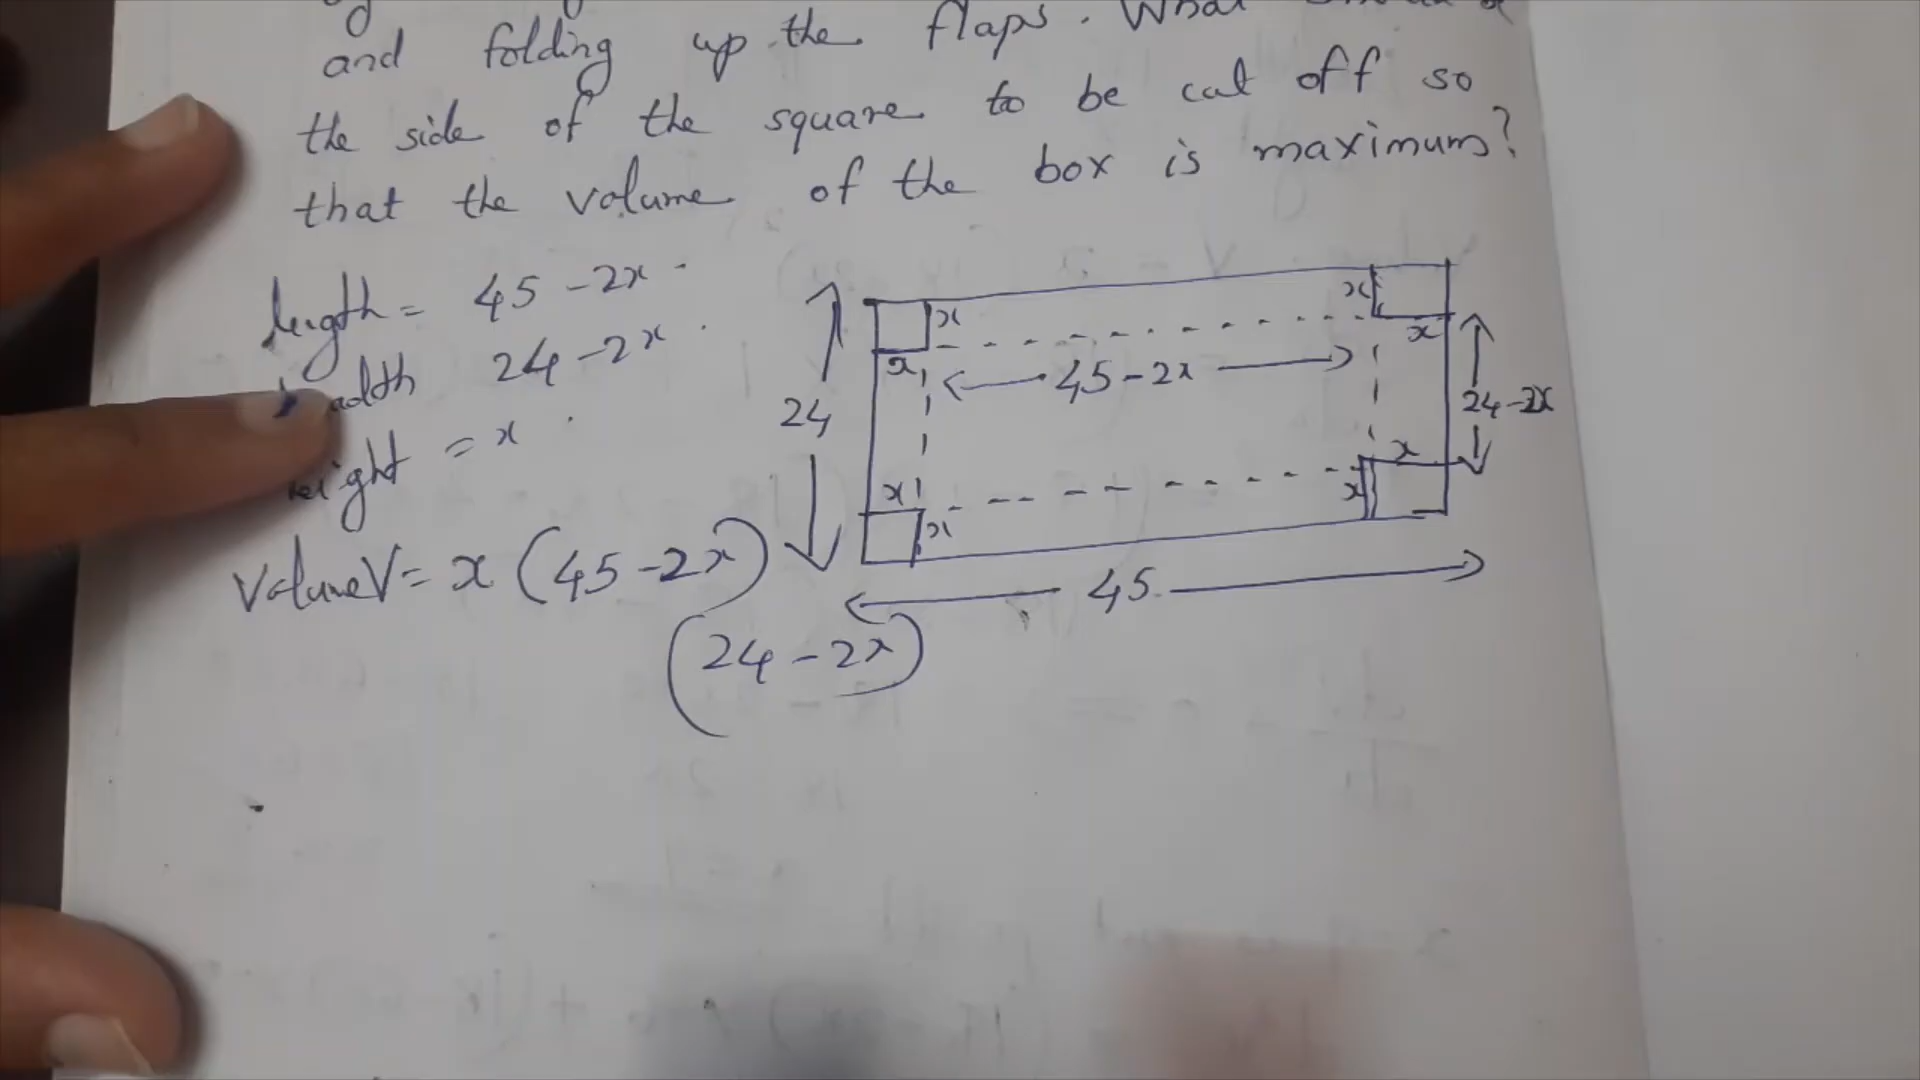 and folding up the flaps. What
the side of the square to be cut off so
that the volume of the box is maximum?
length = 45 - 2x
24 - 2x
= x
Volume V = x (45 - 2x)
(24 - 2x)
x
x
x
x
45 - 2x
24
24 - 2x
x
x
x
x
45